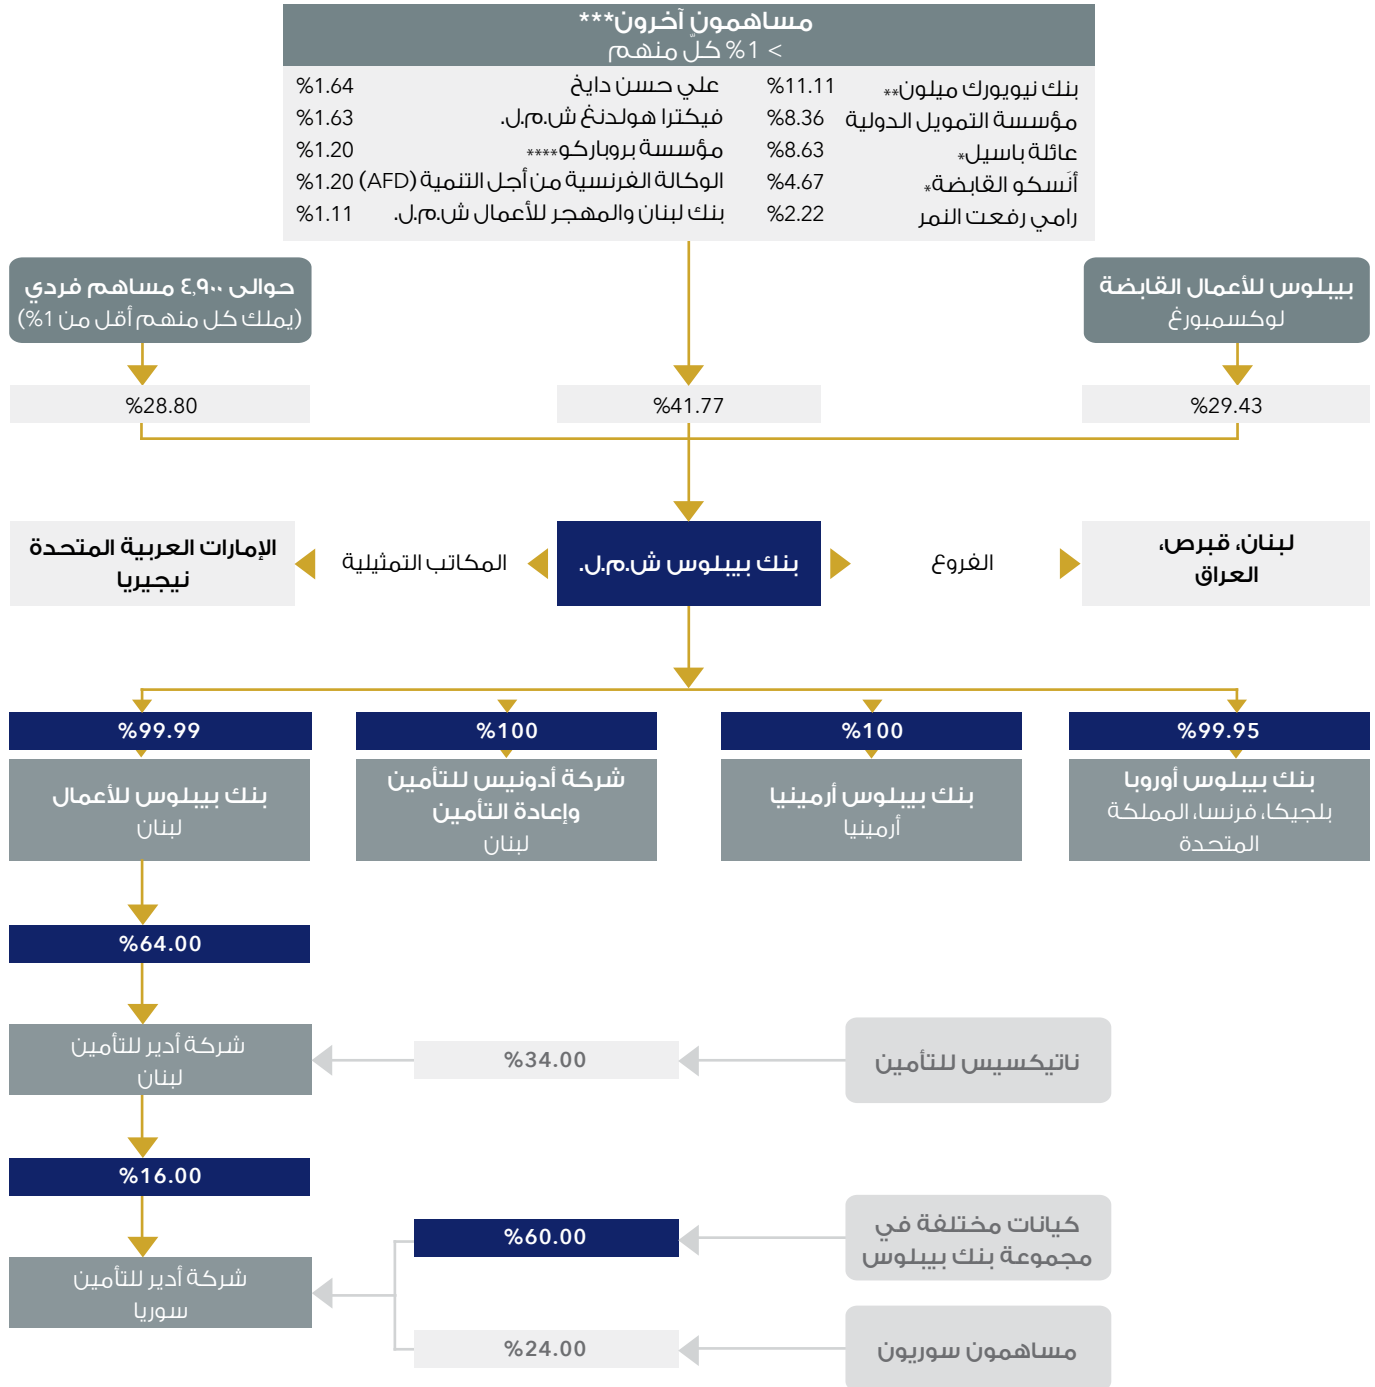 مساهمون آخرون***
> 1% كلّ منهم
بنك نيويورك ميلون** %11.11
مؤسسة التمويل الدولية %8.36
عائلة باسيل* %8.63
أنَسكو القابضة* %4.67
رامي رفعت النمر %2.22
علي حسن دايخ %1.64
فيكترا هولدنغ ش.م.ل. %1.63
مؤسسة بروباركو**** %1.20
الوكالة الفرنسية من أجل التنمية (AFD) %1.20
بنك لبنان والمهجر للأعمال ش.م.ل. %1.11
بيبلوس للأعمال القابضة
لوكسمبورغ
حوالى ٤,٩٠٠ مساهم فردي
(يملك كل منهم أقل من 1%)
%29.43
%41.77
%28.80
لبنان، قبرص،
العراق
الفروع
بنك بيبلوس ش.م.ل.
المكاتب التمثيلية
الإمارات العربية المتحدة
نيجيريا
%99.95
%100
%100
%99.99
بنك بيبلوس أوروبا
بلجيكا، فرنسا، المملكة
المتحدة
بنك بيبلوس أرمينيا
أرمينيا
شركة أدونيس للتأمين
وإعادة التأمين
لبنان
بنك بيبلوس للأعمال
لبنان
%64.00
ناتيكسيس للتأمين
%34.00
شركة أدير للتأمين
لبنان
%16.00
كيانات مختلفة في
مجموعة بنك بيبلوس
%60.00
شركة أدير للتأمين
سوريا
مساهمون سوريون
%24.00